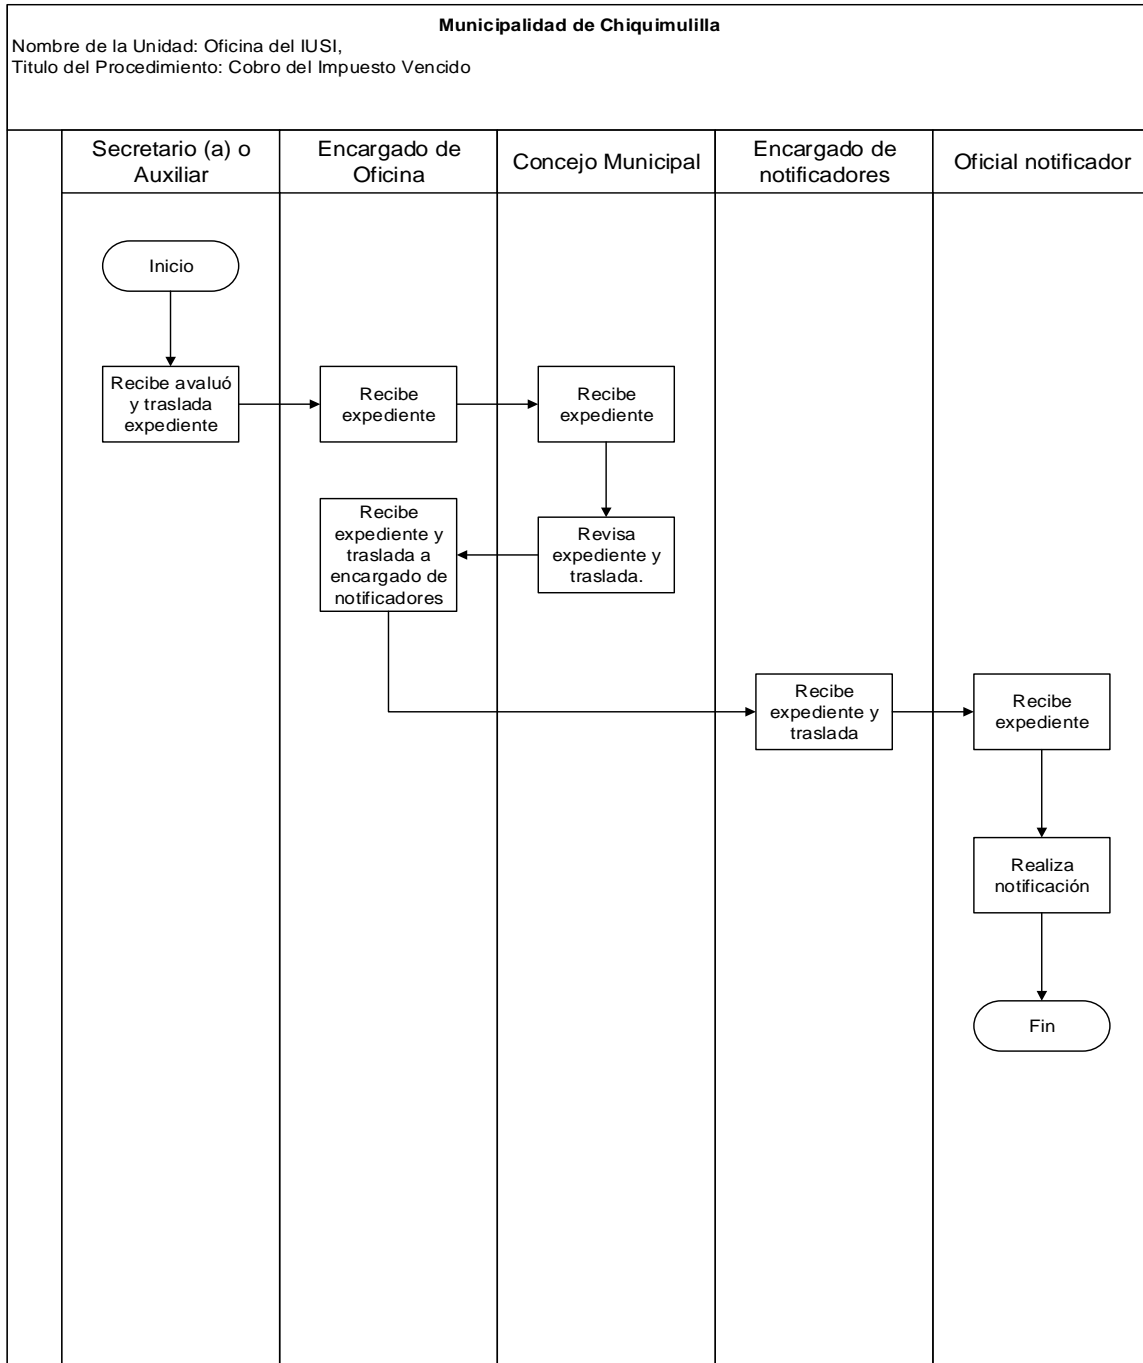 Municipalidad de Chiquimulilla
Nombre de la Unidad: Oficina del IUSI,
Titulo del Procedimiento: Cobro del Impuesto Vencido
Secretario (a) o
Auxiliar
Encargado de
Oficina
Concejo Municipal
Encargado de
notificadores
Oficial notificador
Inicio
Recibe avaluó
y traslada
expediente
Recibe
expediente
Recibe
expediente
Revisa
expediente y
traslada.
Recibe
expediente y
traslada a
encargado de
notificadores
Recibe
expediente y
traslada
Recibe
expediente
Realiza
notificación
Fin